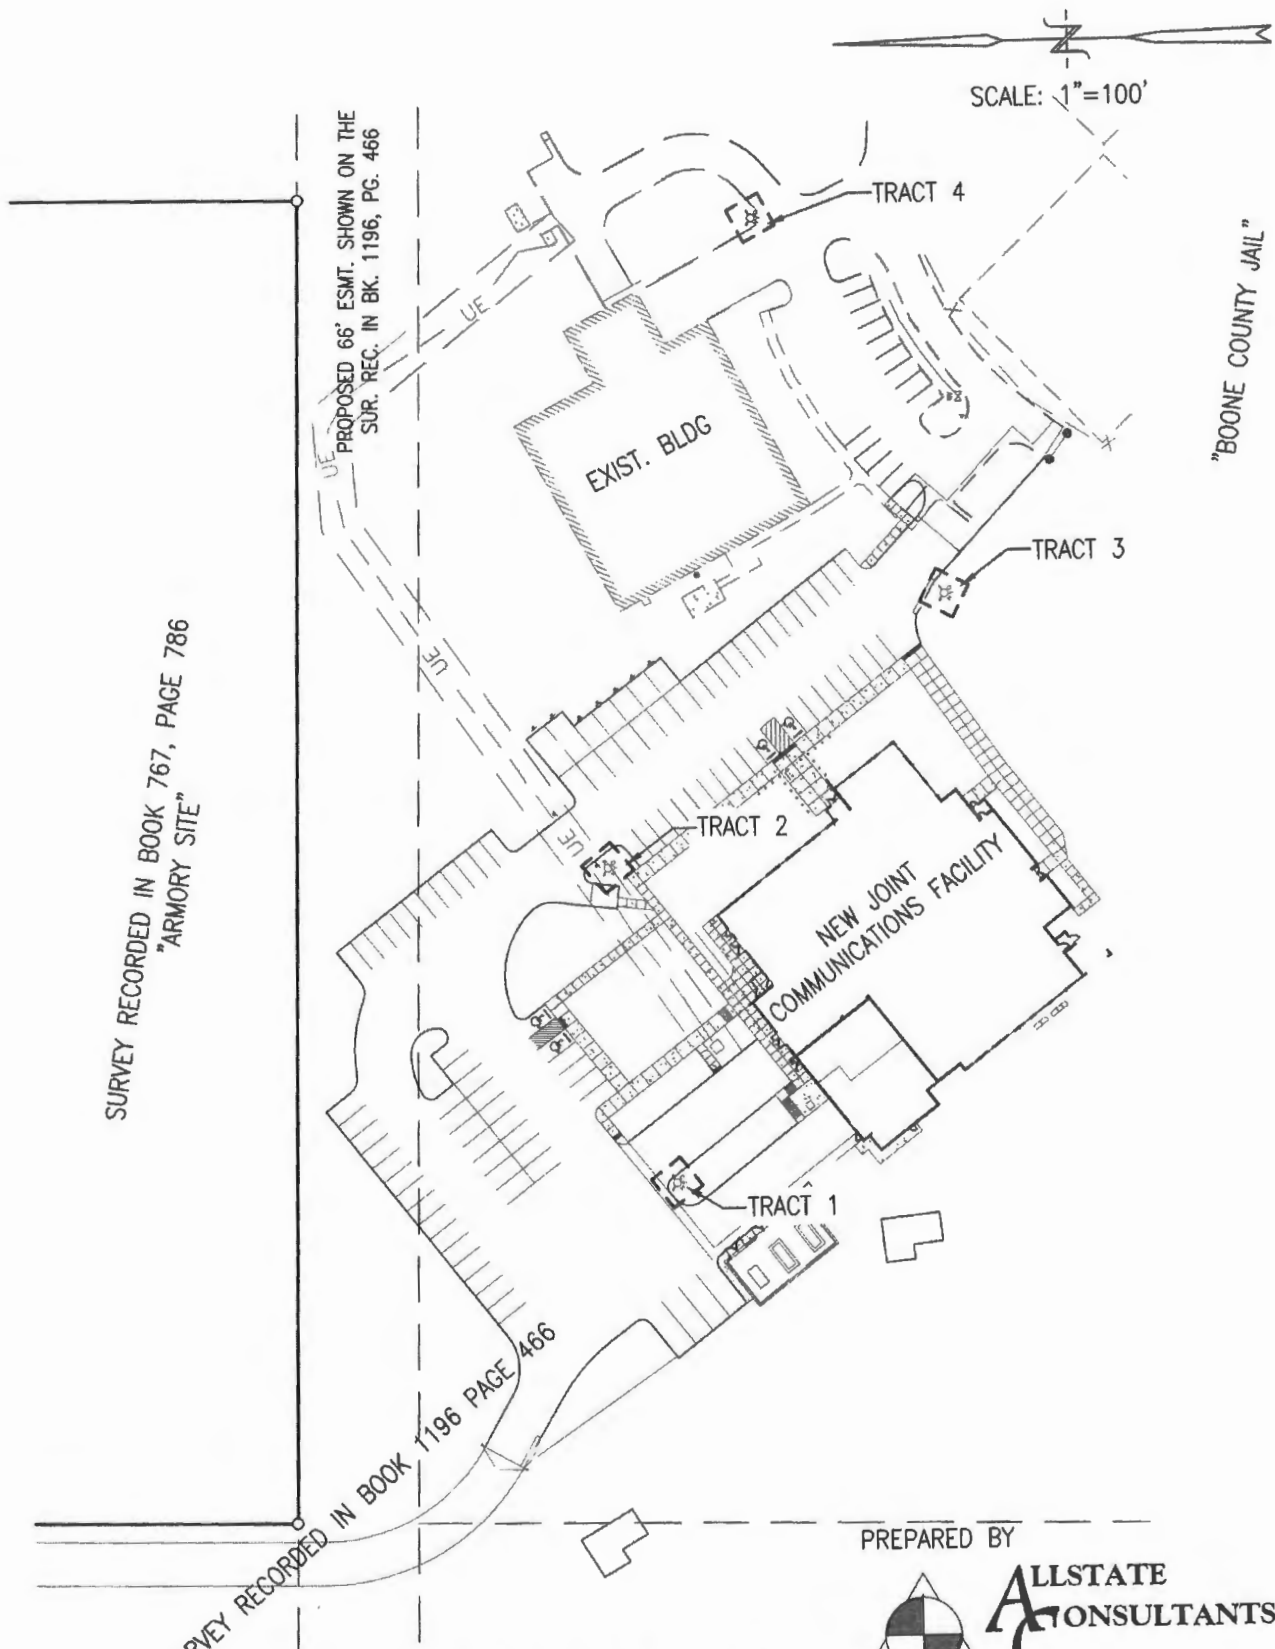 N
SCALE: 1"=100'
PROPOSED 66' ESMT. SHOWN ON THE
SUR. REC. IN BK. 1196, PG. 466
TRACT 4
"BOONE COUNTY JAIL"
UE
UE
EXIST. BLDG
TRACT 3
UE
SURVEY RECORDED IN BOOK 767, PAGE 786
"ARMORY SITE"
UE
TRACT 2
NEW JOINT
COMMUNICATIONS FACILITY
TRACT 1
RVEY RECORDED IN BOOK 1196 PAGE 466
PREPARED BY
ALLSTATE
CONSULTANTS